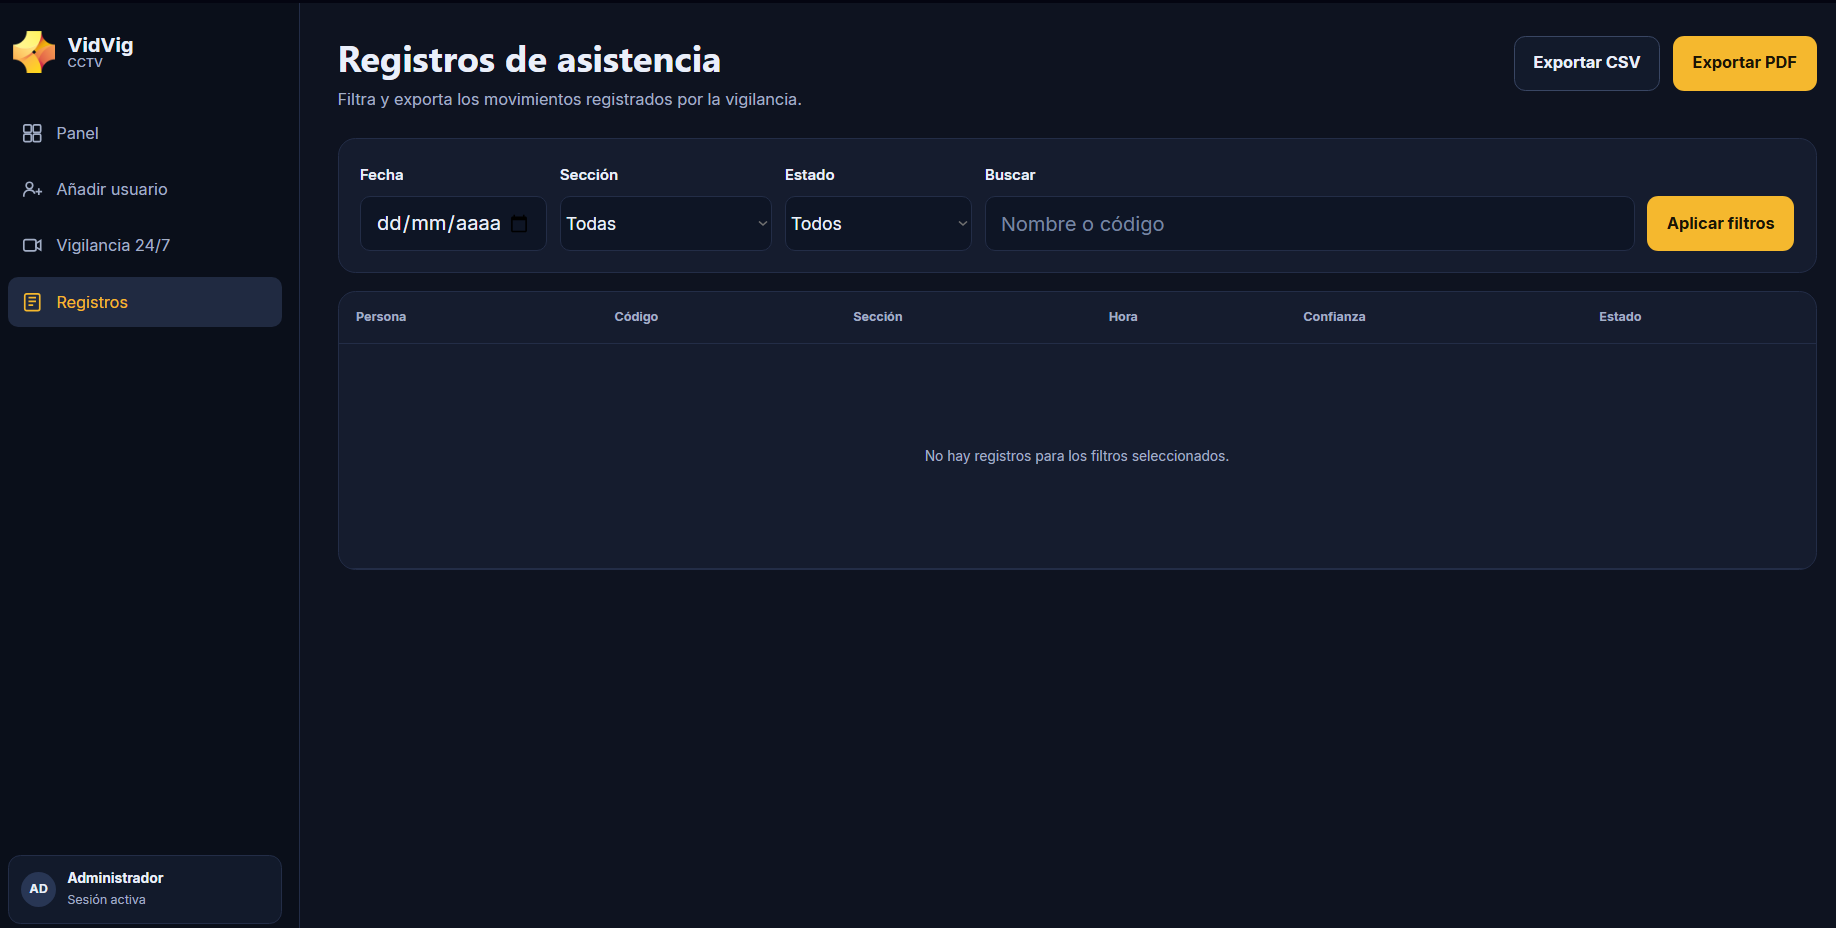 VidVig
CCTV
Panel
Añadir usuario
Vigilancia 24/7
Registros
AD
Administrador
Sesión activa
Registros de asistencia
Filtra y exporta los movimientos registrados por la vigilancia.
Exportar CSV
Exportar PDF
Fecha
Sección
Estado
Buscar
dd/mm/aaaa
Todas
Todos
Nombre o código
Aplicar filtros
Persona
Código
Sección
Hora
Confianza
Estado
No hay registros para los filtros seleccionados.